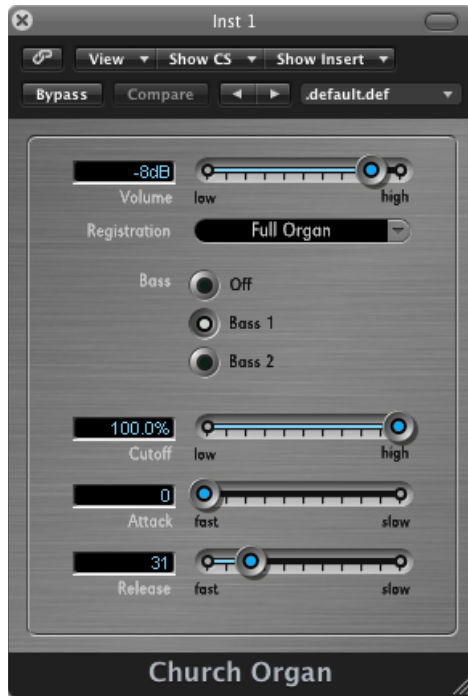 Inst 1
View Show CS Show Insert
Bypass Compare .default.def
-8dB
Volume low high
Registration Full Organ
Bass Off
Bass 1
Bass 2
100.0%
Cutoff low high
0
Attack fast slow
31
Release fast slow
Church Organ